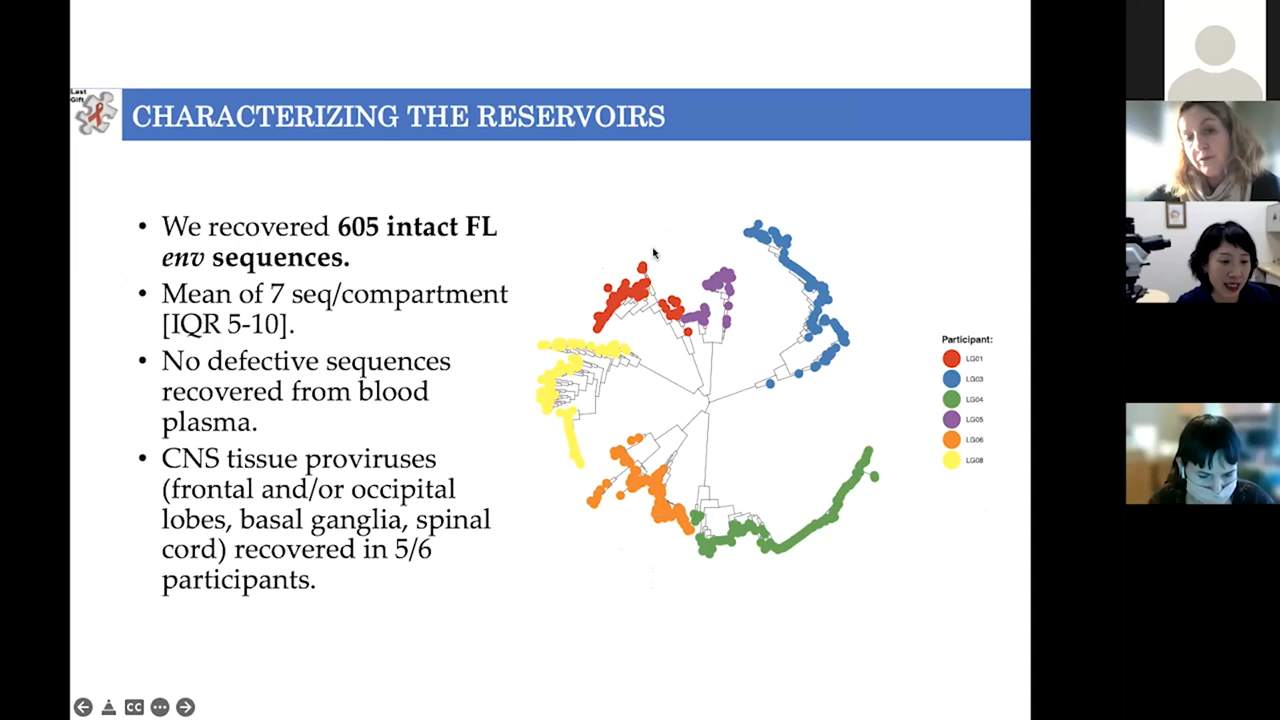 Last
Gift
CHARACTERIZING THE RESERVOIRS
• We recovered 605 intact FL
env sequences.
• Mean of 7 seq/compartment
[IQR 5-10].
• No defective sequences
recovered from blood
plasma.
• CNS tissue proviruses
(frontal and/or occipital
lobes, basal ganglia, spinal
cord) recovered in 5/6
participants.
Participant:
LG01
LG03
LG04
LG05
LG06
LG08
CC